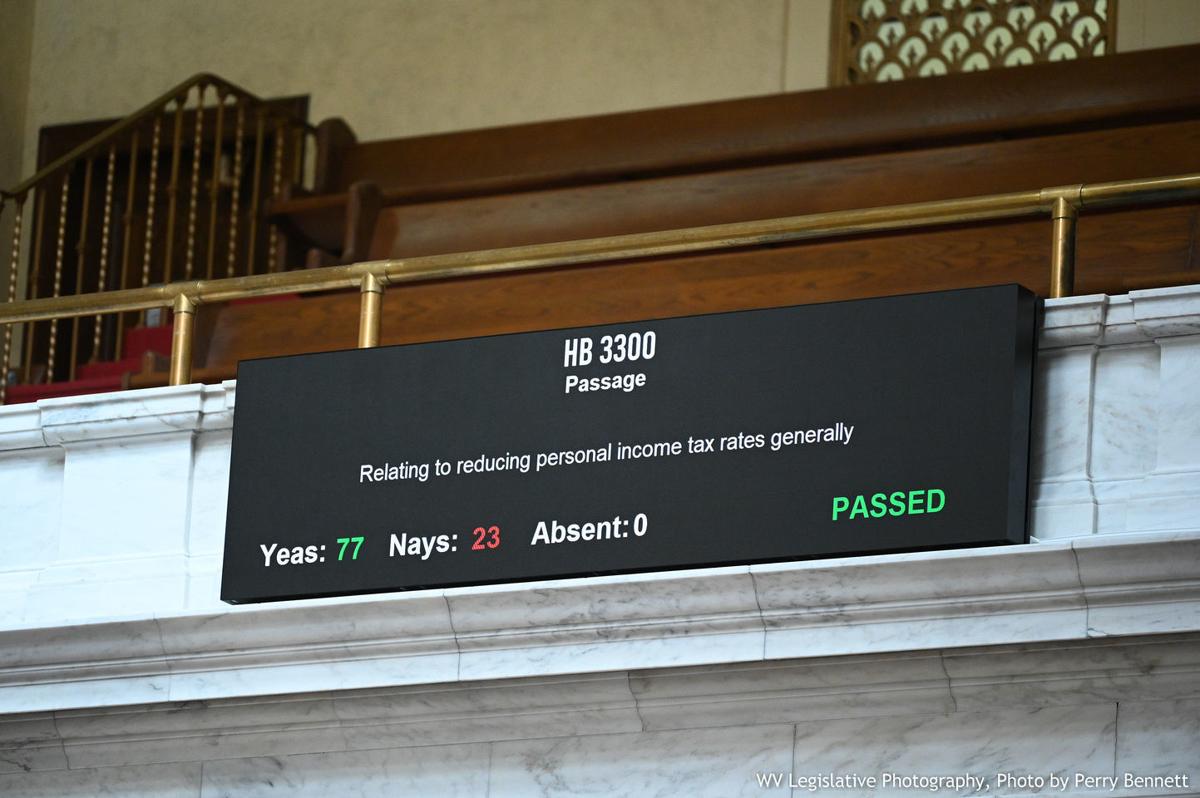 HB 3300
Passage
Relating to reducing personal income tax rates generally
PASSED
Yeas: 77 Nays: 23 Absent: 0
WV Legislative Photography, Photo by Perry Bennett